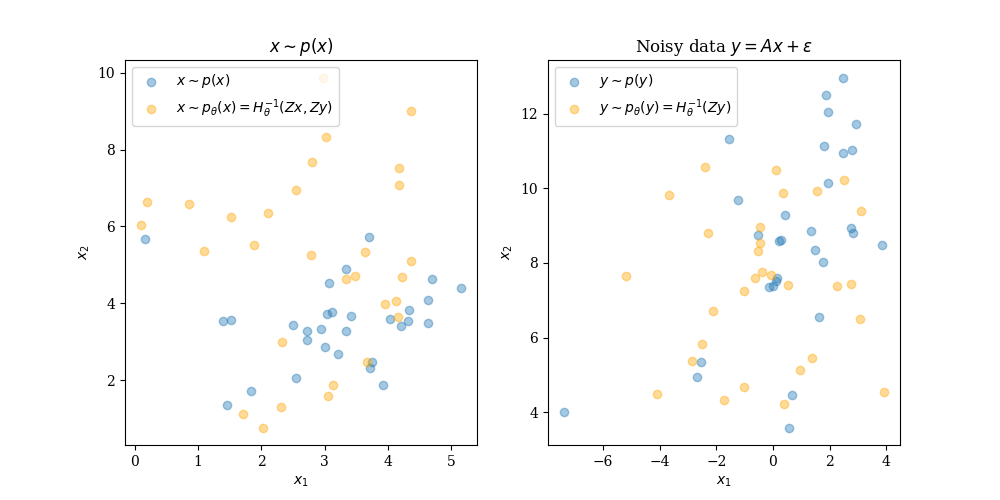 x ∼ p(x)
x ∼ p(x)
x ∼ p_θ(x) = H_θ^{-1}(Zx, Zy)
10
8
6
4
2
x_2
0 1 2 3 4 5
x_1
Noisy data y = Ax + ε
y ∼ p(y)
y ∼ p_θ(y) = H_θ^{-1}(Zy)
12
10
8
6
4
x_2
−6 −4 −2 0 2 4
x_1